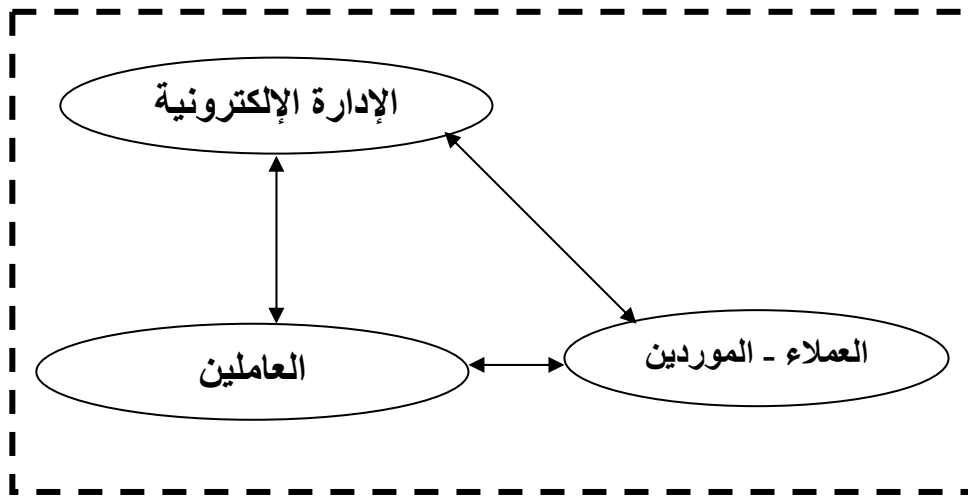 الإدارة الإلكترونية
العملاء - الموردين
العاملين